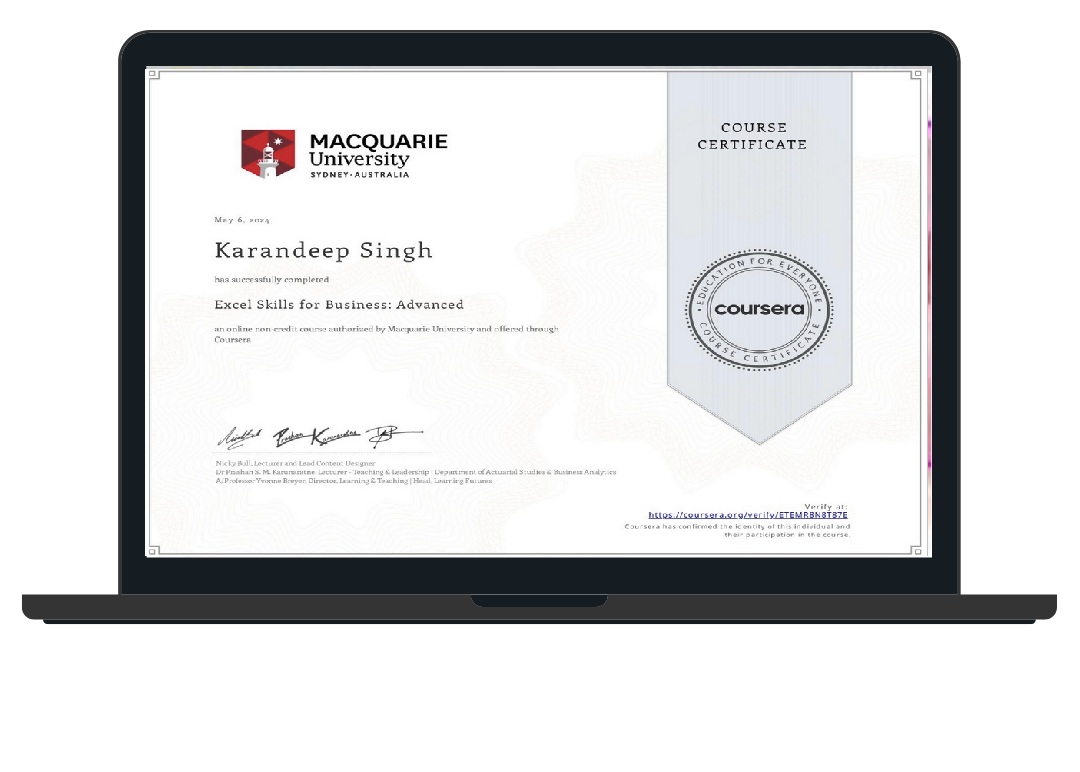 MACQUARIE
University
SYDNEY·AUSTRALIA
COURSE
CERTIFICATE
May 6, 2024
Karandeep Singh
has successfully completed
Excel Skills for Business: Advanced
an online non-credit course authorized by Macquarie University and offered through
Coursera
EDUCATION FOR EVERYONE
coursera
COURSE CERTIFICATE
Nicky Bull, Lecturer and Lead Content Designer
Dr Prashan S. M. Karunaratne, Lecturer - Teaching & Leadership | Department of Actuarial Studies & Business Analytics
A/Professor Yvonne Breyer, Director, Learning & Teaching | Head, Learning Futures
Verify at:
https://coursera.org/verify/ETEMRBN8T87E
Coursera has confirmed the identity of this individual and
their participation in the course.